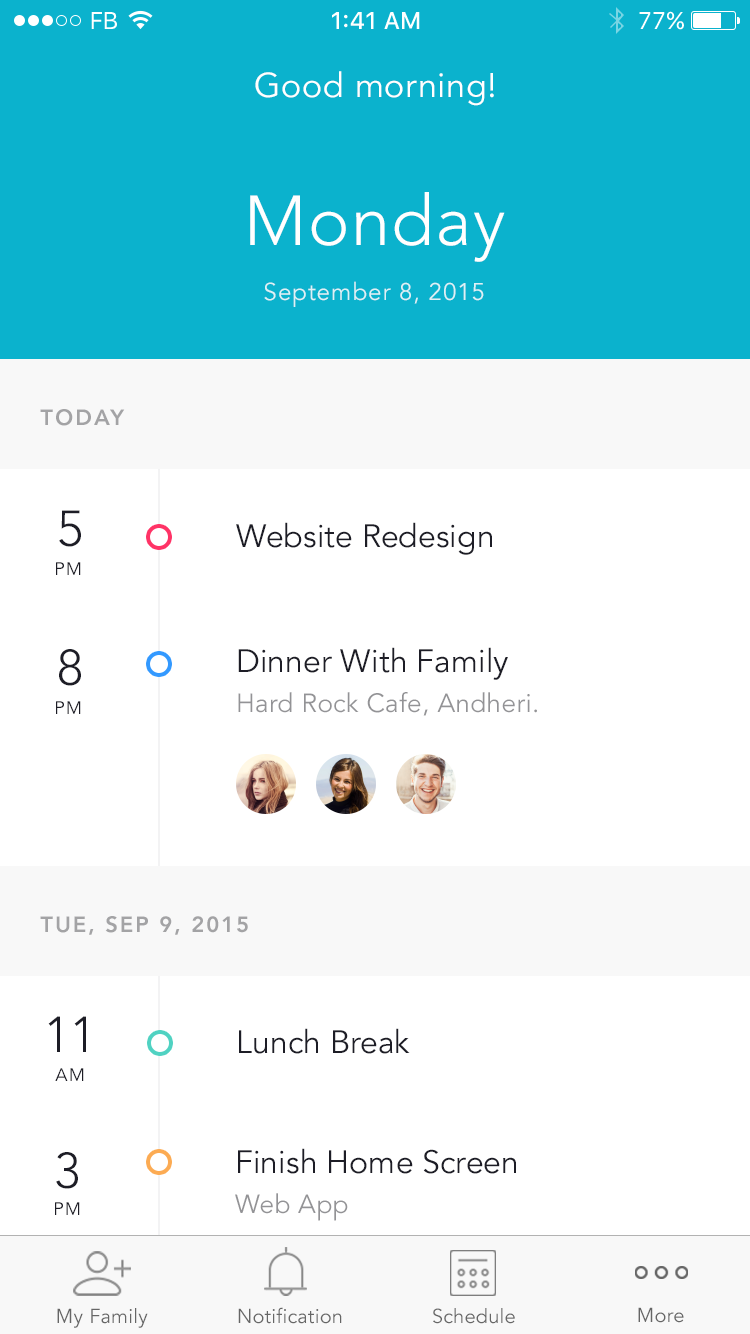 FB 1:41 AM 77%
Good morning!
Monday
September 8, 2015
TODAY
5
PM
Website Redesign
8
PM
Dinner With Family
Hard Rock Cafe, Andheri.
TUE, SEP 9, 2015
11
AM
Lunch Break
3
PM
Finish Home Screen
Web App
My Family Notification Schedule More